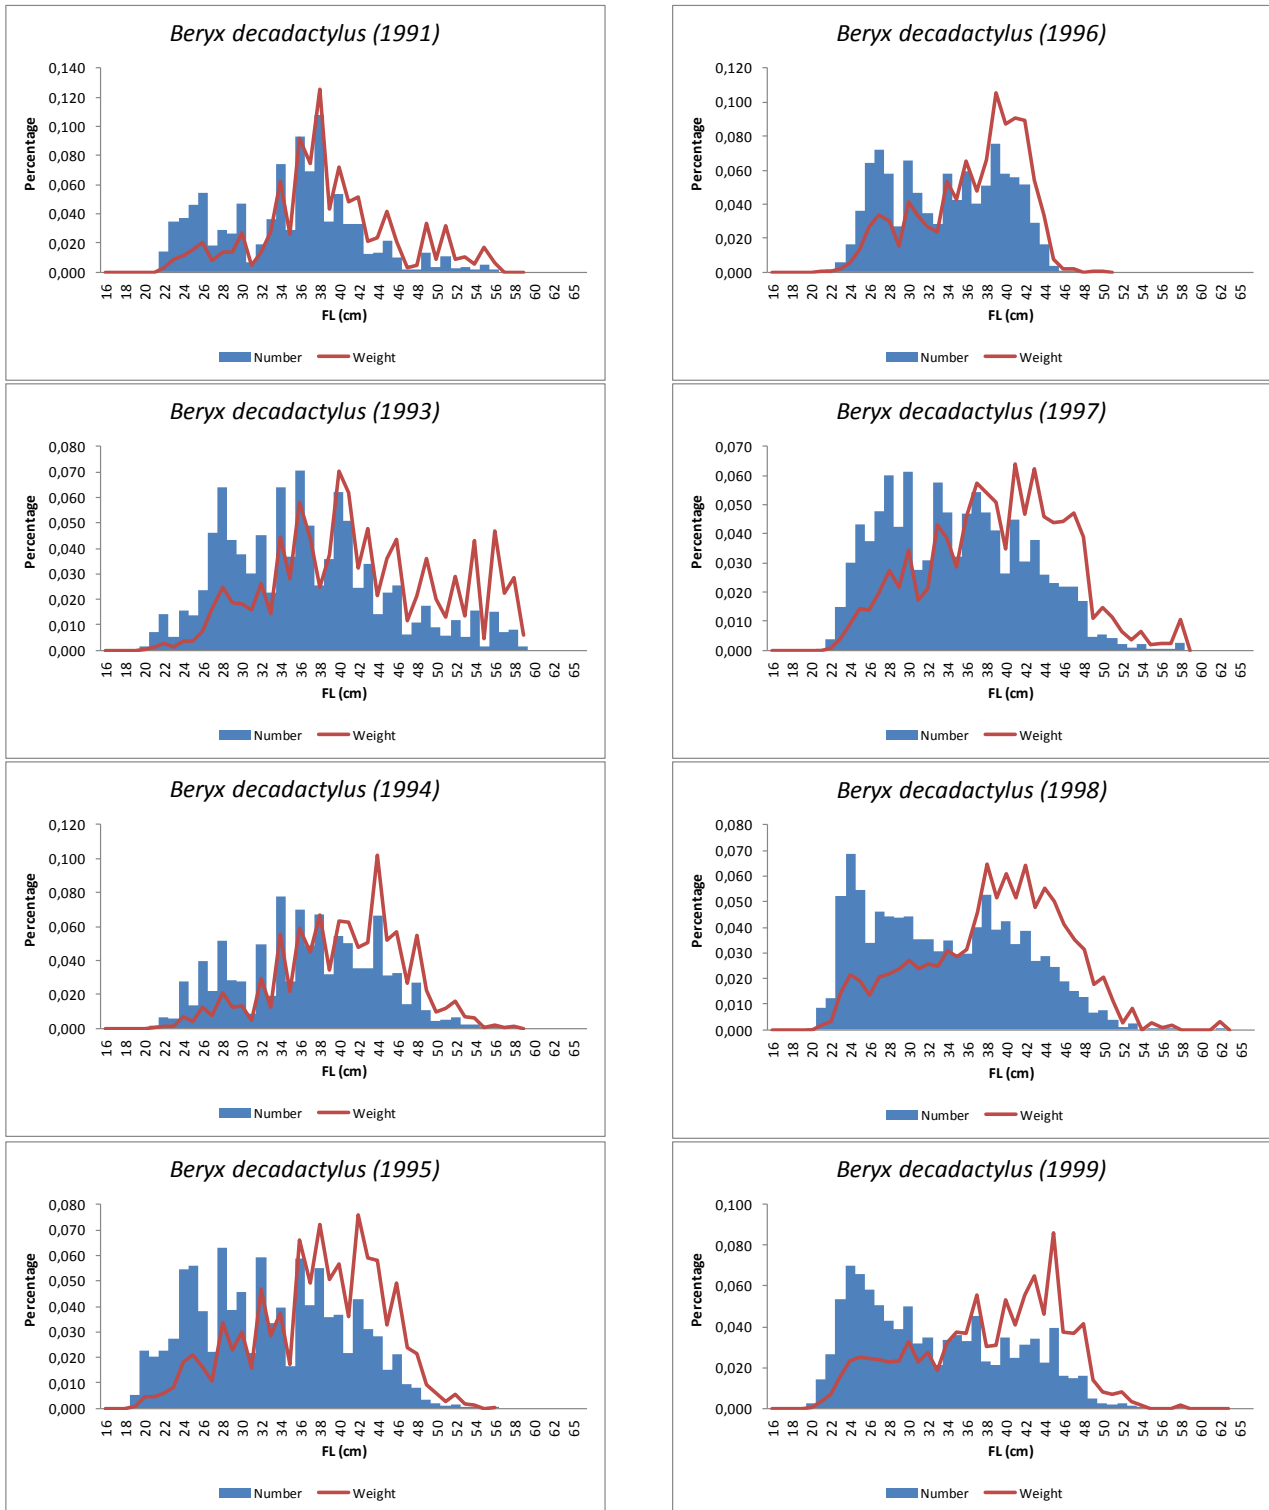 Beryx decadactylus (1991)
0,140
0,120
0,100
0,080
0,060
0,040
0,020
0,000
Percentage
16 18 20 22 24 26 28 30 32 34 36 38 40 42 44 46 48 50 52 54 56 58 60 62 65
FL (cm)
Number Weight
Beryx decadactylus (1993)
0,080
0,070
0,060
0,050
0,040
0,030
0,020
0,010
0,000
Percentage
16 18 20 22 24 26 28 30 32 34 36 38 40 42 44 46 48 50 52 54 56 58 60 62 65
FL (cm)
Number Weight
Beryx decadactylus (1994)
0,120
0,100
0,080
0,060
0,040
0,020
0,000
Percentage
16 18 20 22 24 26 28 30 32 34 36 38 40 42 44 46 48 50 52 54 56 58 60 62 65
FL (cm)
Number Weight
Beryx decadactylus (1995)
0,080
0,070
0,060
0,050
0,040
0,030
0,020
0,010
0,000
Percentage
16 18 20 22 24 26 28 30 32 34 36 38 40 42 44 46 48 50 52 54 56 58 60 62 65
FL (cm)
Number Weight
Beryx decadactylus (1996)
0,120
0,100
0,080
0,060
0,040
0,020
0,000
Percentage
16 18 20 22 24 26 28 30 32 34 36 38 40 42 44 46 48 50 52 54 56 58 60 62 65
FL (cm)
Number Weight
Beryx decadactylus (1997)
0,070
0,060
0,050
0,040
0,030
0,020
0,010
0,000
Percentage
16 18 20 22 24 26 28 30 32 34 36 38 40 42 44 46 48 50 52 54 56 58 60 62 65
FL (cm)
Number Weight
Beryx decadactylus (1998)
0,080
0,070
0,060
0,050
0,040
0,030
0,020
0,010
0,000
Percentage
16 18 20 22 24 26 28 30 32 34 36 38 40 42 44 46 48 50 52 54 56 58 60 62 65
FL (cm)
Number Weight
Beryx decadactylus (1999)
0,100
0,080
0,060
0,040
0,020
0,000
Percentage
16 18 20 22 24 26 28 30 32 34 36 38 40 42 44 46 48 50 52 54 56 58 60 62 65
FL (cm)
Number Weight